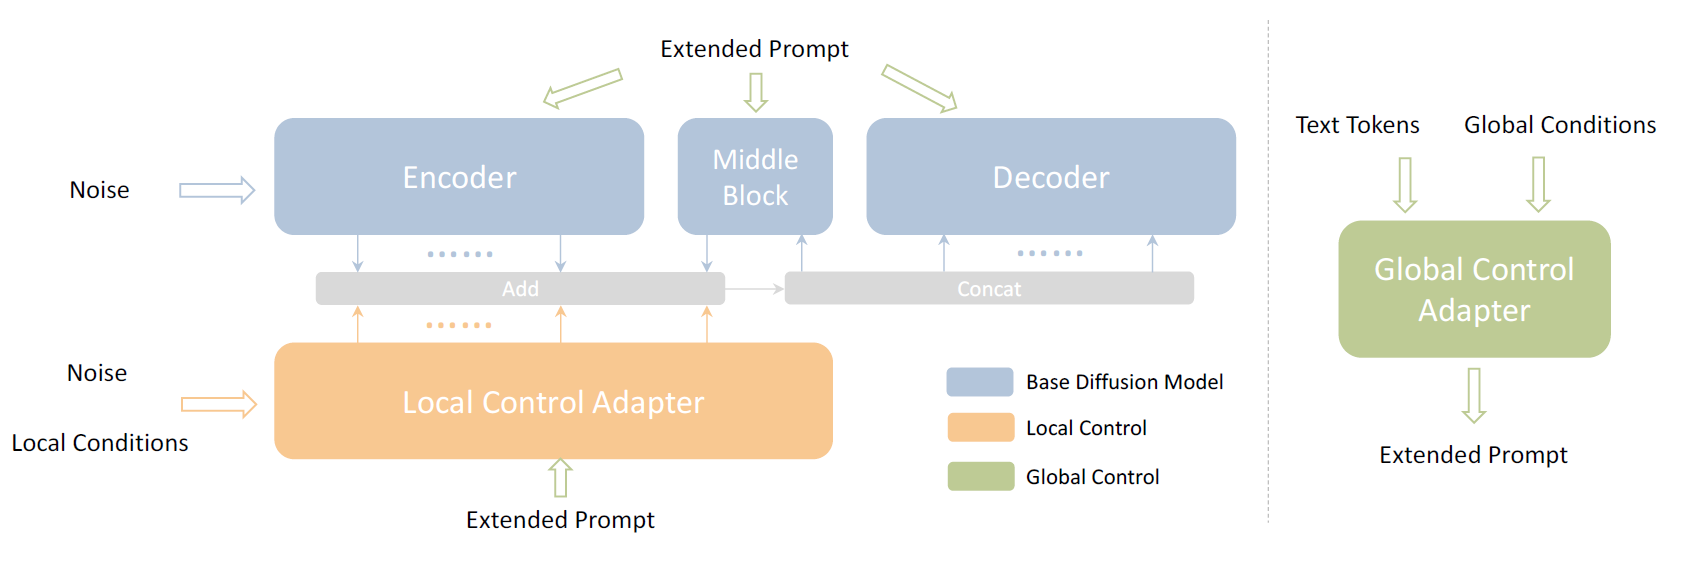 Extended Prompt
Noise
Encoder
Middle
Block
Decoder
Add
Concat
Noise
Local Conditions
Local Control Adapter
Extended Prompt
Base Diffusion Model
Local Control
Global Control
Text Tokens
Global Conditions
Global Control
Adapter
Extended Prompt